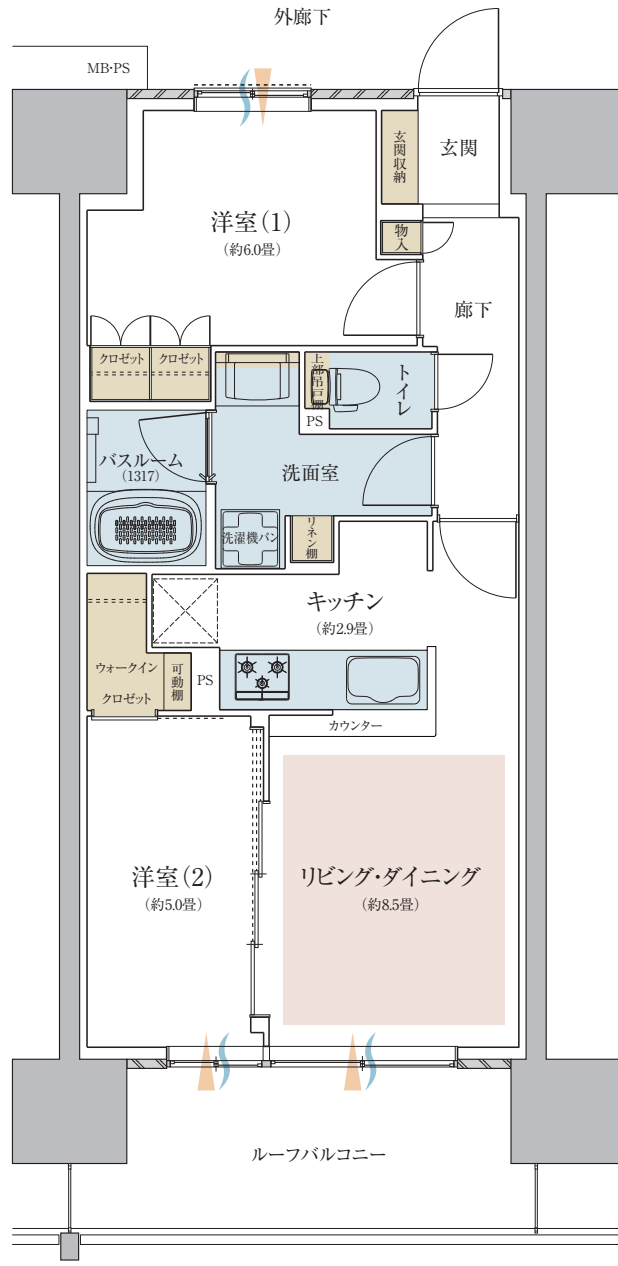 外廊下
MB・PS
玄関収納
玄関
洋室(1)
(約6.0畳)
物入
廊下
クロゼット
クロゼット
上部吊戸棚
トイレ
PS
バスルーム
(1317)
洗面室
洗濯機パン
リネン棚
キッチン
(約2.9畳)
ウォークイン
クロゼット
可動棚
PS
カウンター
洋室(2)
(約5.0畳)
リビング・ダイニング
(約8.5畳)
ルーフバルコニー